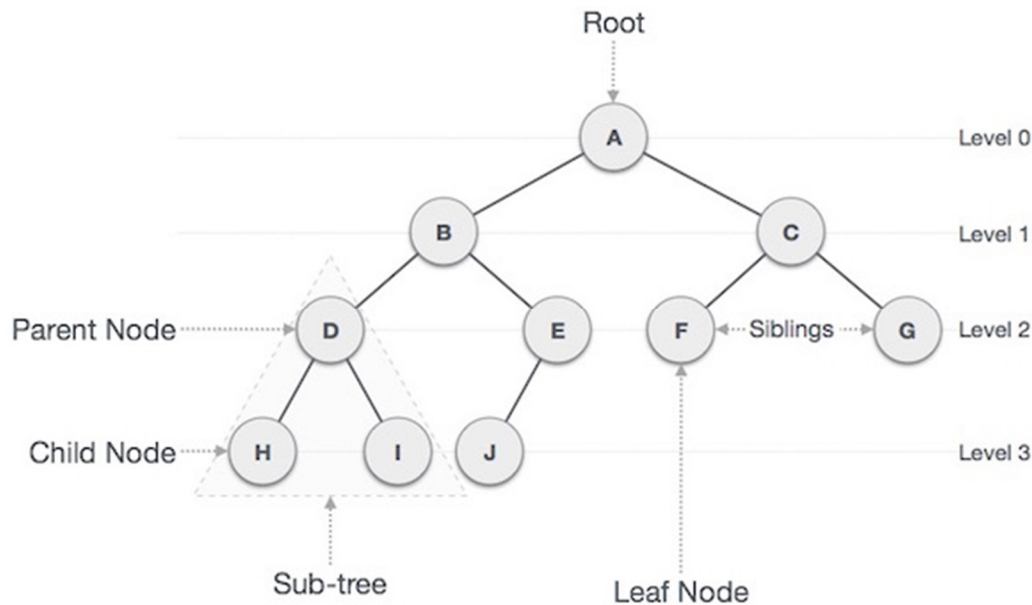 Root
A
Level 0
B
C
Level 1
Parent Node
D
E
F
Siblings
G
Level 2
Child Node
H
I
J
Level 3
Sub-tree
Leaf Node